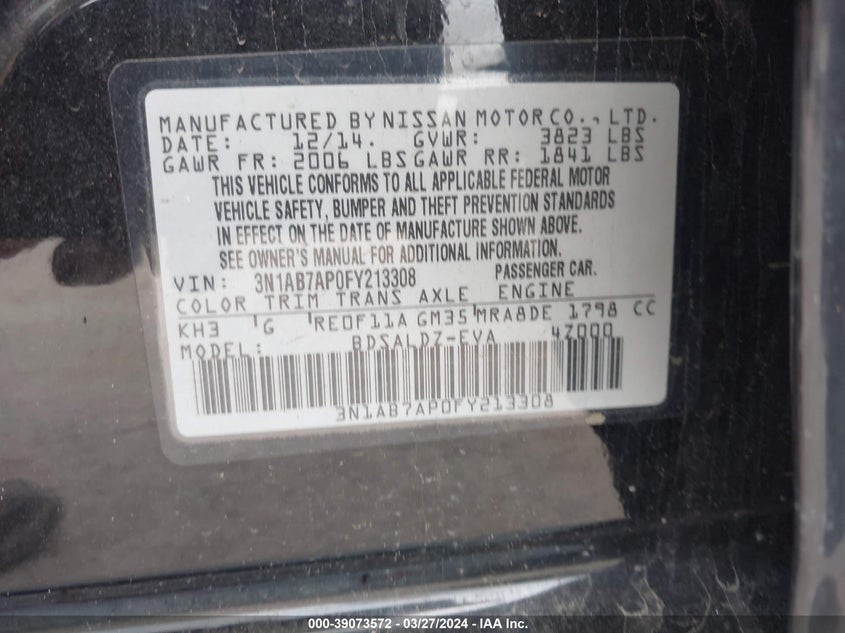 MANUFACTURED BY NISSAN MOTOR CO., LTD.
DATE: 12/14. GVWR: 3823 LBS
GAWR FR: 2006 LBS GAWR RR: 1841 LBS
THIS VEHICLE CONFORMS TO ALL APPLICABLE FEDERAL MOTOR
VEHICLE SAFETY, BUMPER AND THEFT PREVENTION STANDARDS
IN EFFECT ON THE DATE OF MANUFACTURE SHOWN ABOVE.
SEE OWNER'S MANUAL FOR ADDITIONAL INFORMATION.
VIN: 3N1AB7AP0FY213308 PASSENGER CAR.
COLOR TRIM TRANS AXLE ENGINE
KH3 G RE0F11A GM35 MRA8DE 1798 CC
MODEL: BDSALDZ-EVA 4Z000
3N1AB7AP0FY213308
000-39073572 — 03/27/2024 — IAA Inc.